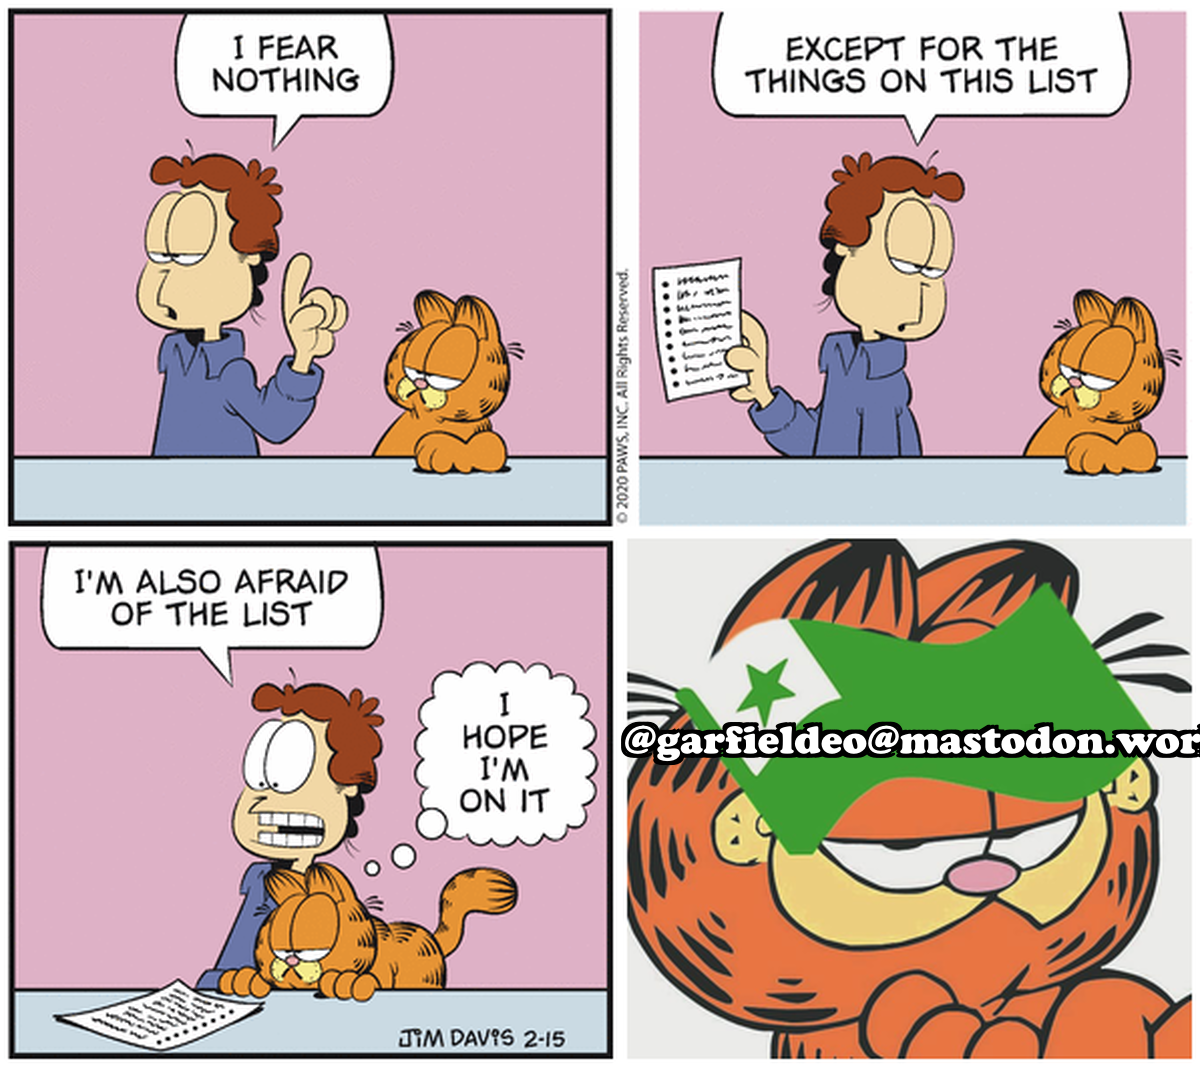 I FEAR
NOTHING
EXCEPT FOR THE
THINGS ON THIS LIST
© 2020 PAWS, INC. All Rights Reserved.
I'M ALSO AFRAID
OF THE LIST
I
HOPE
I'M
ON IT
JIM DAVIS 2-15
@garfieldeo@mastodon.wor